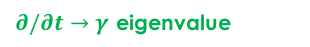 ∂/∂t → γ eigenvalue